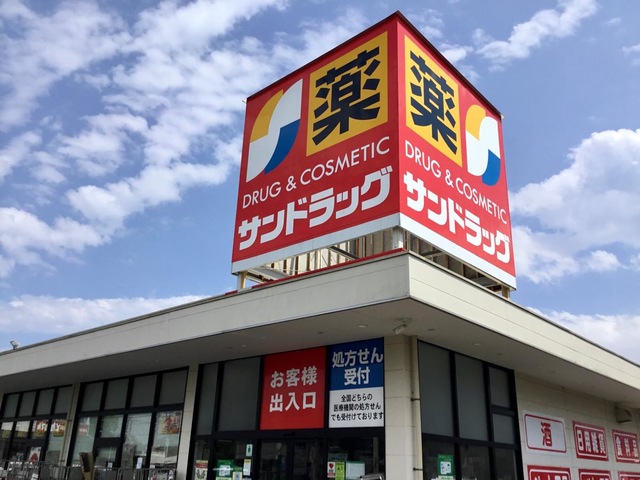 薬
DRUG & COSMETIC
サンドラッグ
薬
DRUG & COSMETIC
サンドラッグ
お客様
出入口
処方せん
受付
全国どちらの
医療機関の処方せん
でも受付けております
酒
日用雑貨